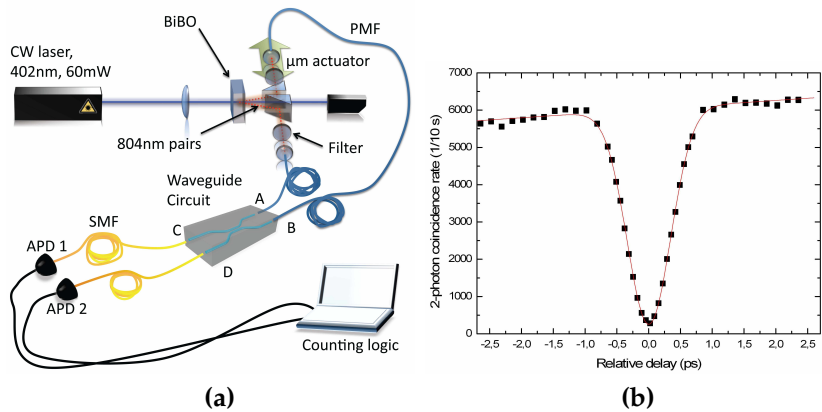 BiBO
PMF
CW laser,
402nm, 60mW
μm actuator
804nm pairs
Filter
Waveguide
Circuit
A
B
SMF
C
D
APD 1
APD 2
Counting logic
(a)
2-photon coincidence rate (1/10 s)
7000
6000
5000
4000
3000
2000
1000
0
-2,5 -2,0 -1,5 -1,0 -0,5 0,0 0,5 1,0 1,5 2,0 2,5
Relative delay (ps)
(b)